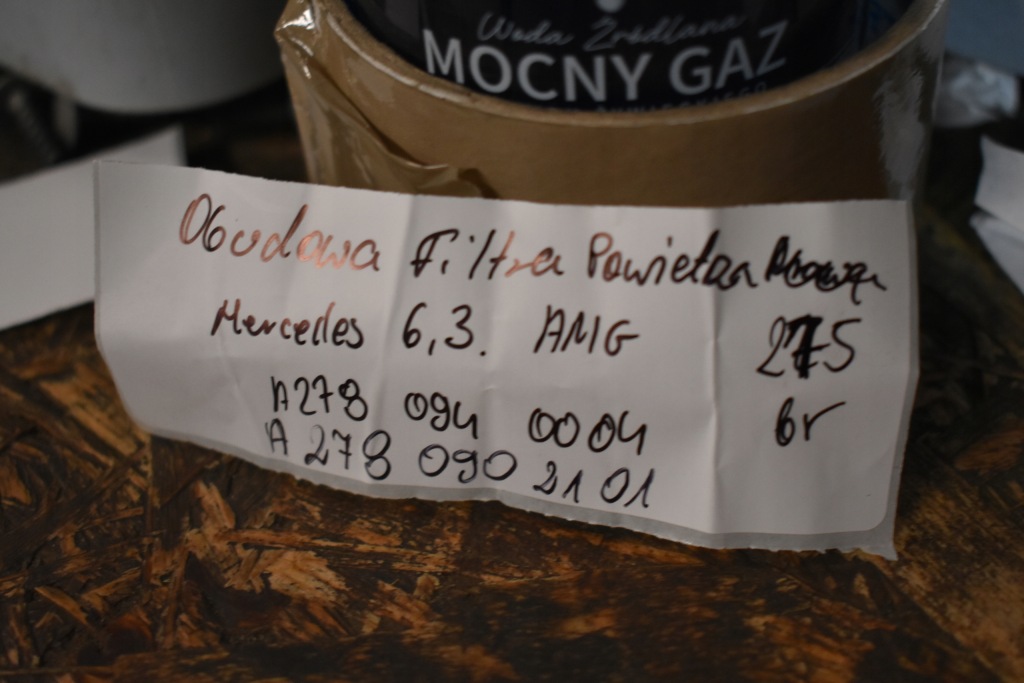 Woda Źródlana
MOCNY GAZ
Obudowa Filtra Powietrza Prawa
Mercedes 6,3. AMG 275
A278 094 0004 br
A 278 090 21 01